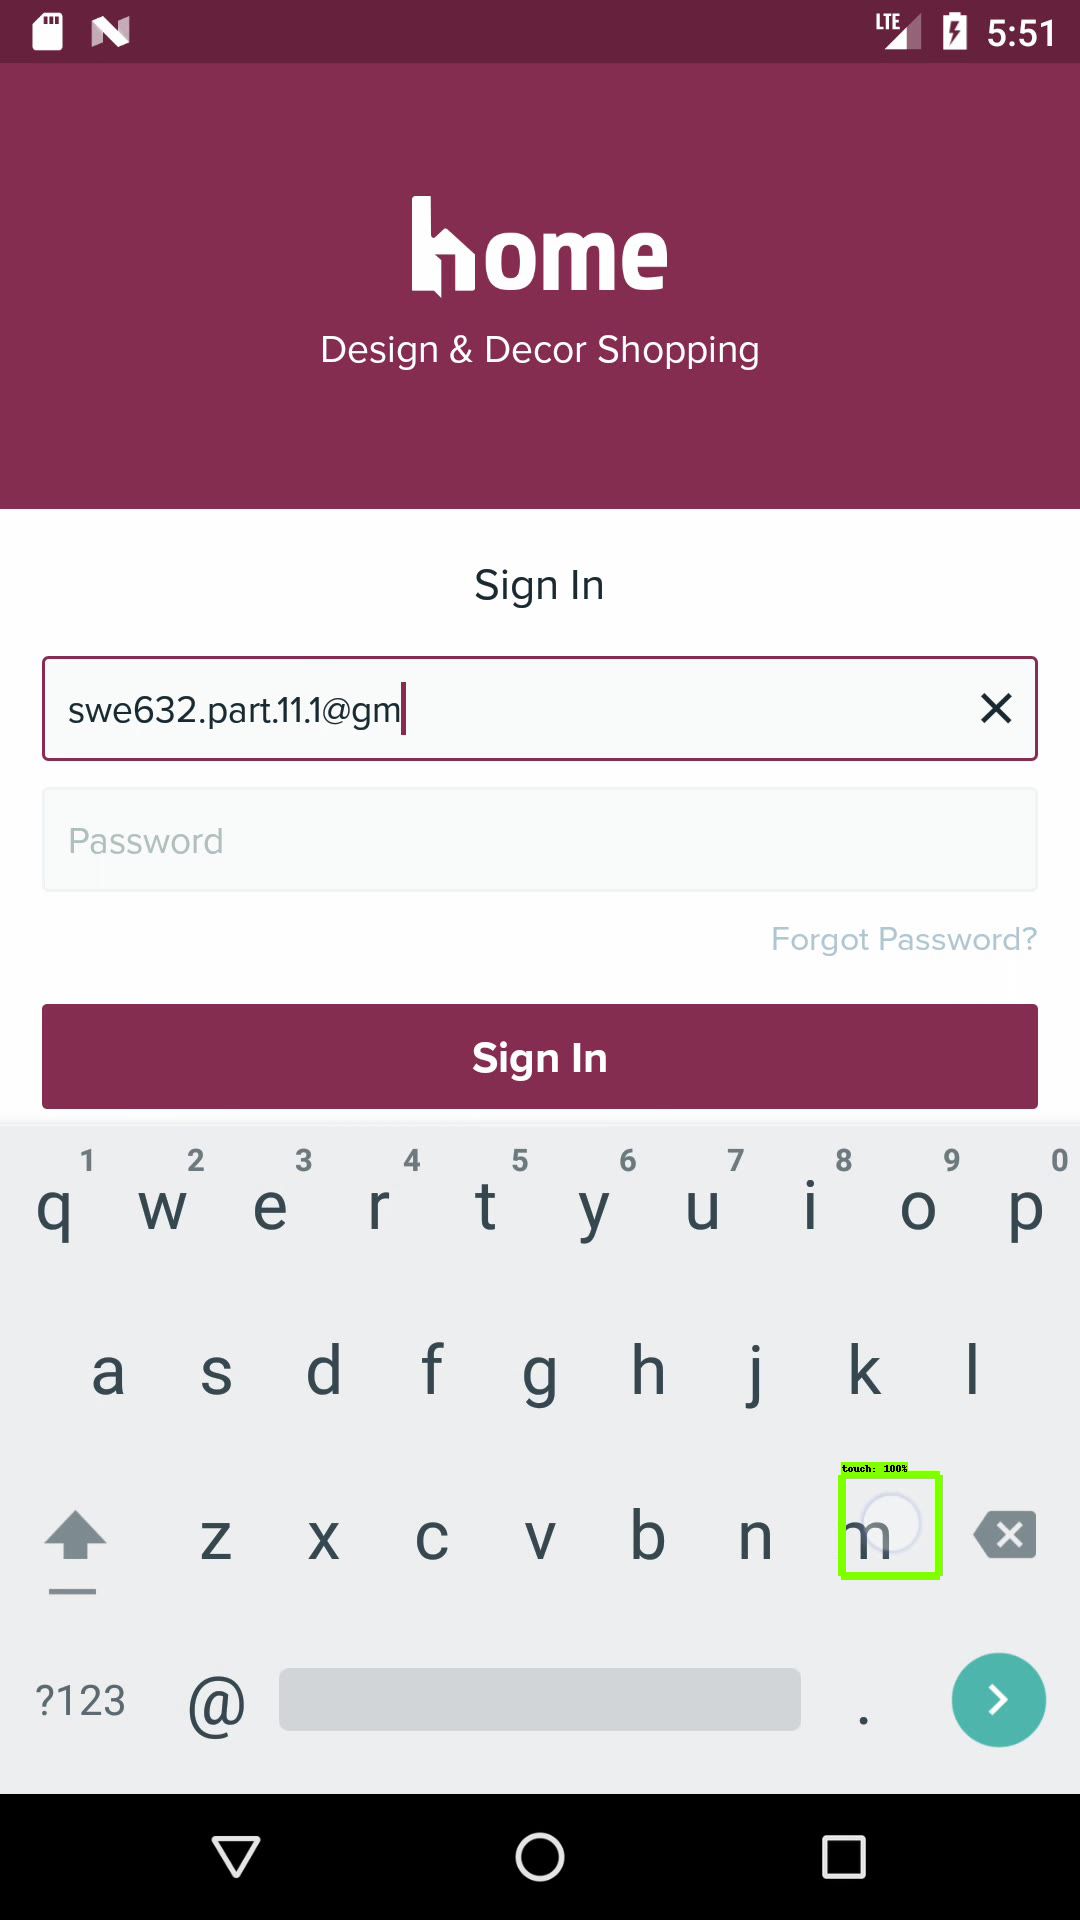 LTE 5:51
home
Design & Decor Shopping
Sign In
swe632.part.11.1@gm
Password
Forgot Password?
Sign In
1 2 3 4 5 6 7 8 9 0
q w e r t y u i o p
a s d f g h j k l
touch: 100%
z x c v b n m
?123 @ .